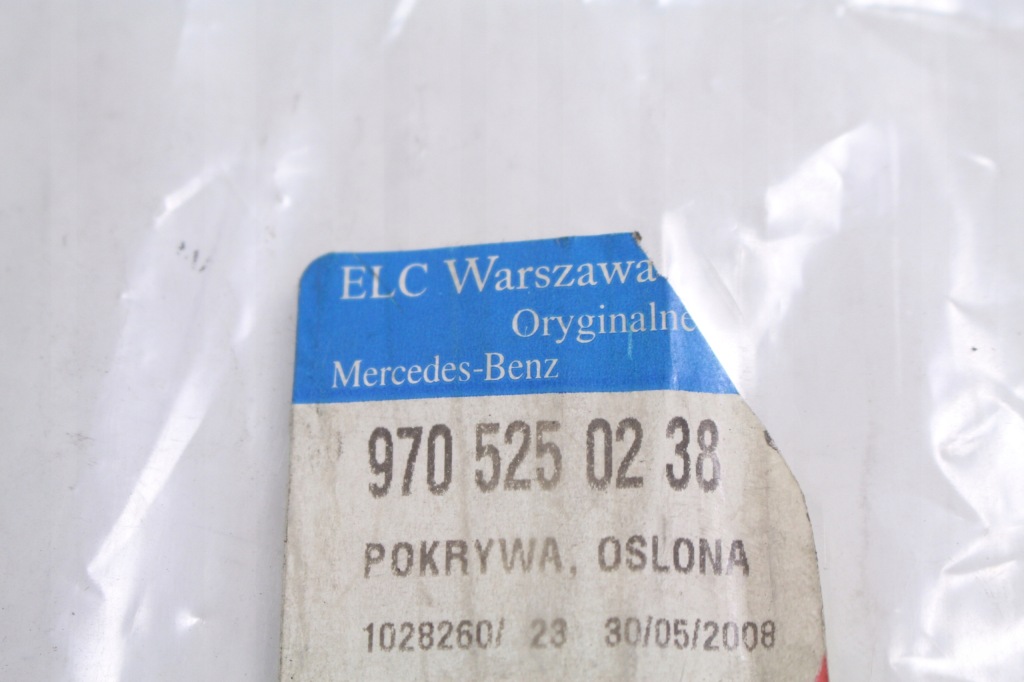 ELC Warszawa
Oryginalne
Mercedes-Benz
970 525 02 38
POKRYWA, OSLONA
1028260/ 23 30/05/2008